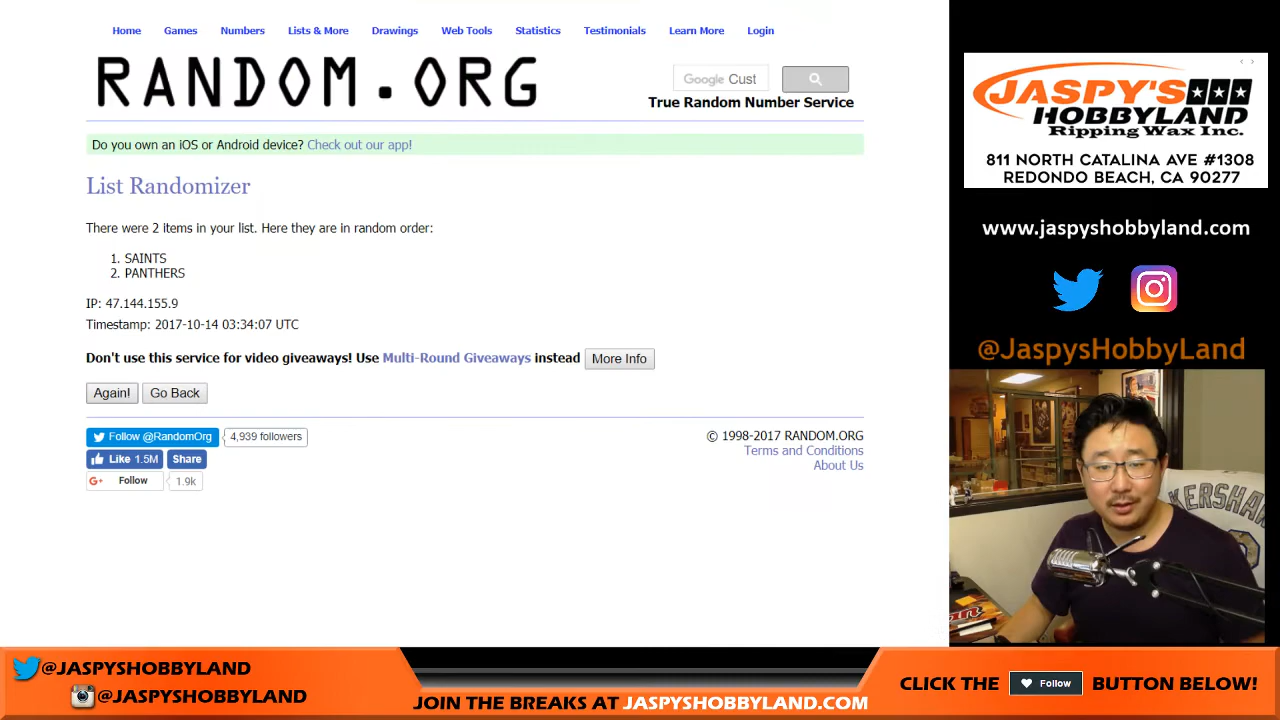 Home Games Numbers Lists & More Drawings Web Tools Statistics Testimonials Learn More Login
RANDOM.ORG
Google Cust
True Random Number Service
Do you own an iOS or Android device? Check out our app!
List Randomizer
There were 2 items in your list. Here they are in random order:
1. SAINTS
2. PANTHERS
IP: 47.144.155.9
Timestamp: 2017-10-14 03:34:07 UTC
Don't use this service for video giveaways! Use Multi-Round Giveaways instead More Info
Again! Go Back
Follow @RandomOrg 4,939 followers
Like 1.5M Share
G+ Follow 1.9k
© 1998-2017 RANDOM.ORG
Terms and Conditions
About Us
JASPY'S
HOBBYLAND
Ripping Wax Inc.
811 NORTH CATALINA AVE #1308
REDONDO BEACH, CA 90277
www.jaspyshobbyland.com
@JaspysHobbyLand
KERSHA
@JASPYSHOBBYLAND
@JASPYSHOBBYLAND
JOIN THE BREAKS AT JASPYSHOBBYLAND.COM
CLICK THE Follow BUTTON BELOW!